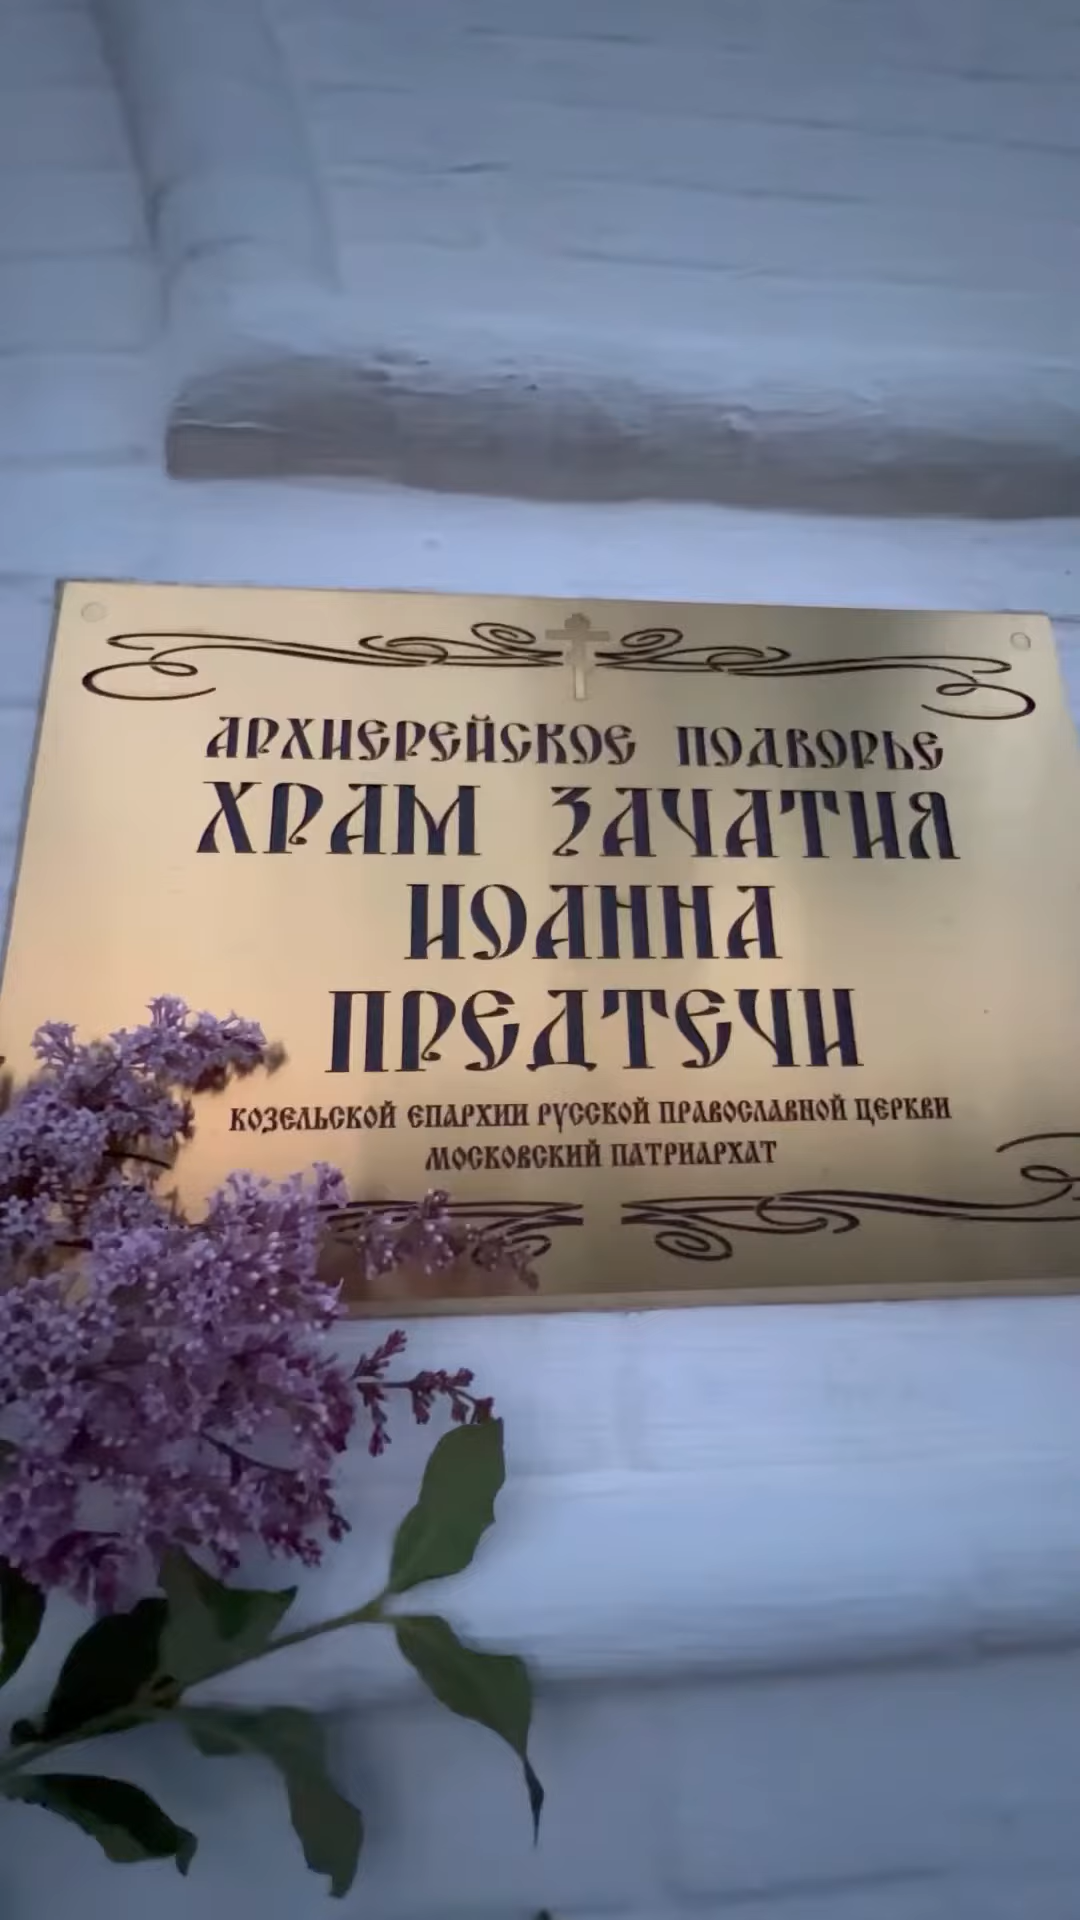 АРХИЕРЕЙСКОЕ ПОДВОРЬЕ
ХРАМ ЗАЧАТИЯ
ИОАННА
ПРЕДТЕЧИ
КОЗЕЛЬСКОЙ ЕПАРХИИ РУССКОЙ ПРАВОСЛАВНОЙ ЦЕРКВИ
МОСКОВСКИЙ ПАТРИАРХАТ